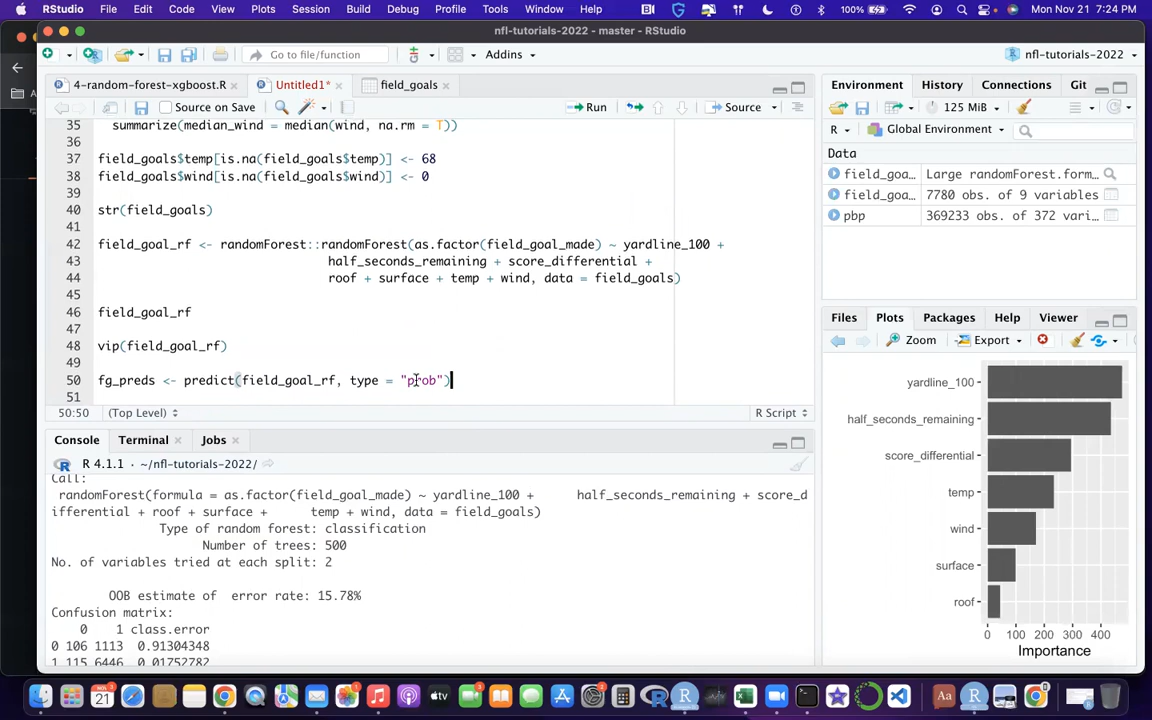 RStudio File Edit Code View Plots Session Build Debug Profile Tools Window Help 100% Mon Nov 21 7:24 PM
nfl-tutorials-2022 - master - RStudio
Go to file/function Addins nfl-tutorials-2022
4-random-forest-xgboost.R Untitled1* field_goals
Source on Save Run Source
35 summarize(median_wind = median(wind, na.rm = T))
36
37 field_goals$temp[is.na(field_goals$temp)] <- 68
38 field_goals$wind[is.na(field_goals$wind)] <- 0
39
40 str(field_goals)
41
42 field_goal_rf <- randomForest::randomForest(as.factor(field_goal_made) ~ yardline_100 +
43 half_seconds_remaining + score_differential +
44 roof + surface + temp + wind, data = field_goals)
45
46 field_goal_rf
47
48 vip(field_goal_rf)
49
50 fg_preds <- predict(field_goal_rf, type = "prob")
51
50:50 (Top Level) R Script
Console Terminal Jobs
R 4.1.1 · ~/nfl-tutorials-2022/
Call:
randomForest(formula = as.factor(field_goal_made) ~ yardline_100 + half_seconds_remaining + score_d
ifferential + roof + surface + temp + wind, data = field_goals)
Type of random forest: classification
Number of trees: 500
No. of variables tried at each split: 2
OOB estimate of error rate: 15.78%
Confusion matrix:
0 1 class.error
0 106 1113 0.91304348
1 115 6446 0.01752782
Environment History Connections Git
125 MiB List
R Global Environment
Data
field_goa… Large randomForest.form…
field_goa… 7780 obs. of 9 variables
pbp 369233 obs. of 372 vari…
Files Plots Packages Help Viewer
Zoom Export
yardline_100
half_seconds_remaining
score_differential
temp
wind
surface
roof
0 100 200 300 400
Importance